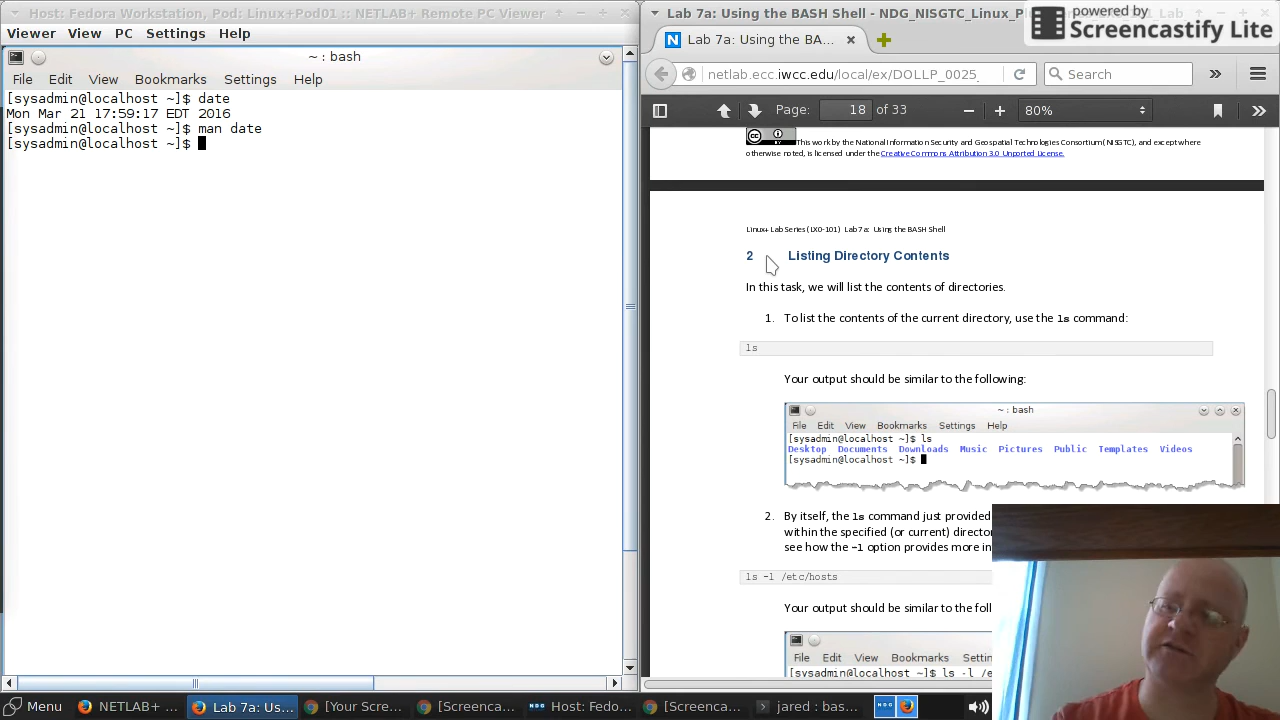 Host: Fedora Workstation, Pod: Linux+Pod01 :: NETLAB+ Remote PC Viewer
Viewer View PC Settings Help
~ : bash
File Edit View Bookmarks Settings Help
[sysadmin@localhost ~]$ date
Mon Mar 21 17:59:17 EDT 2016
[sysadmin@localhost ~]$ man date
[sysadmin@localhost ~]$
Lab 7a: Using the BASH Shell - NDG_NISGTC_Linux_Pl
powered by
Screencastify Lite
N Lab 7a: Using the BA...
netlab.ecc.iwcc.edu/local/ex/DOLLP_0025_
Search
Page: 18 of 33
80%
This work by the National Information Security and Geospatial Technologies Consortium (NISGTC), and except where
otherwise noted, is licensed under the Creative Commons Attribution 3.0 Unported License.
Linux+ Lab Series (LX0-101) Lab 7a: Using the BASH Shell
2 Listing Directory Contents
In this task, we will list the contents of directories.
1. To list the contents of the current directory, use the ls command:
ls
Your output should be similar to the following:
~ : bash
File Edit View Bookmarks Settings Help
[sysadmin@localhost ~]$ ls
Desktop Documents Downloads Music Pictures Public Templates Videos
[sysadmin@localhost ~]$
2. By itself, the ls command just provided
within the specified (or current) directo
see how the -l option provides more in
ls -l /etc/hosts
Your output should be similar to the foll
File Edit View Bookmarks Settin
[sysadmin@localhost ~]$ ls -l /e
Menu
NETLAB+ ...
Lab 7a: Us...
[Your Scre...
[Screenca...
Host: Fedo...
[Screenca...
jared : bas...
NDG